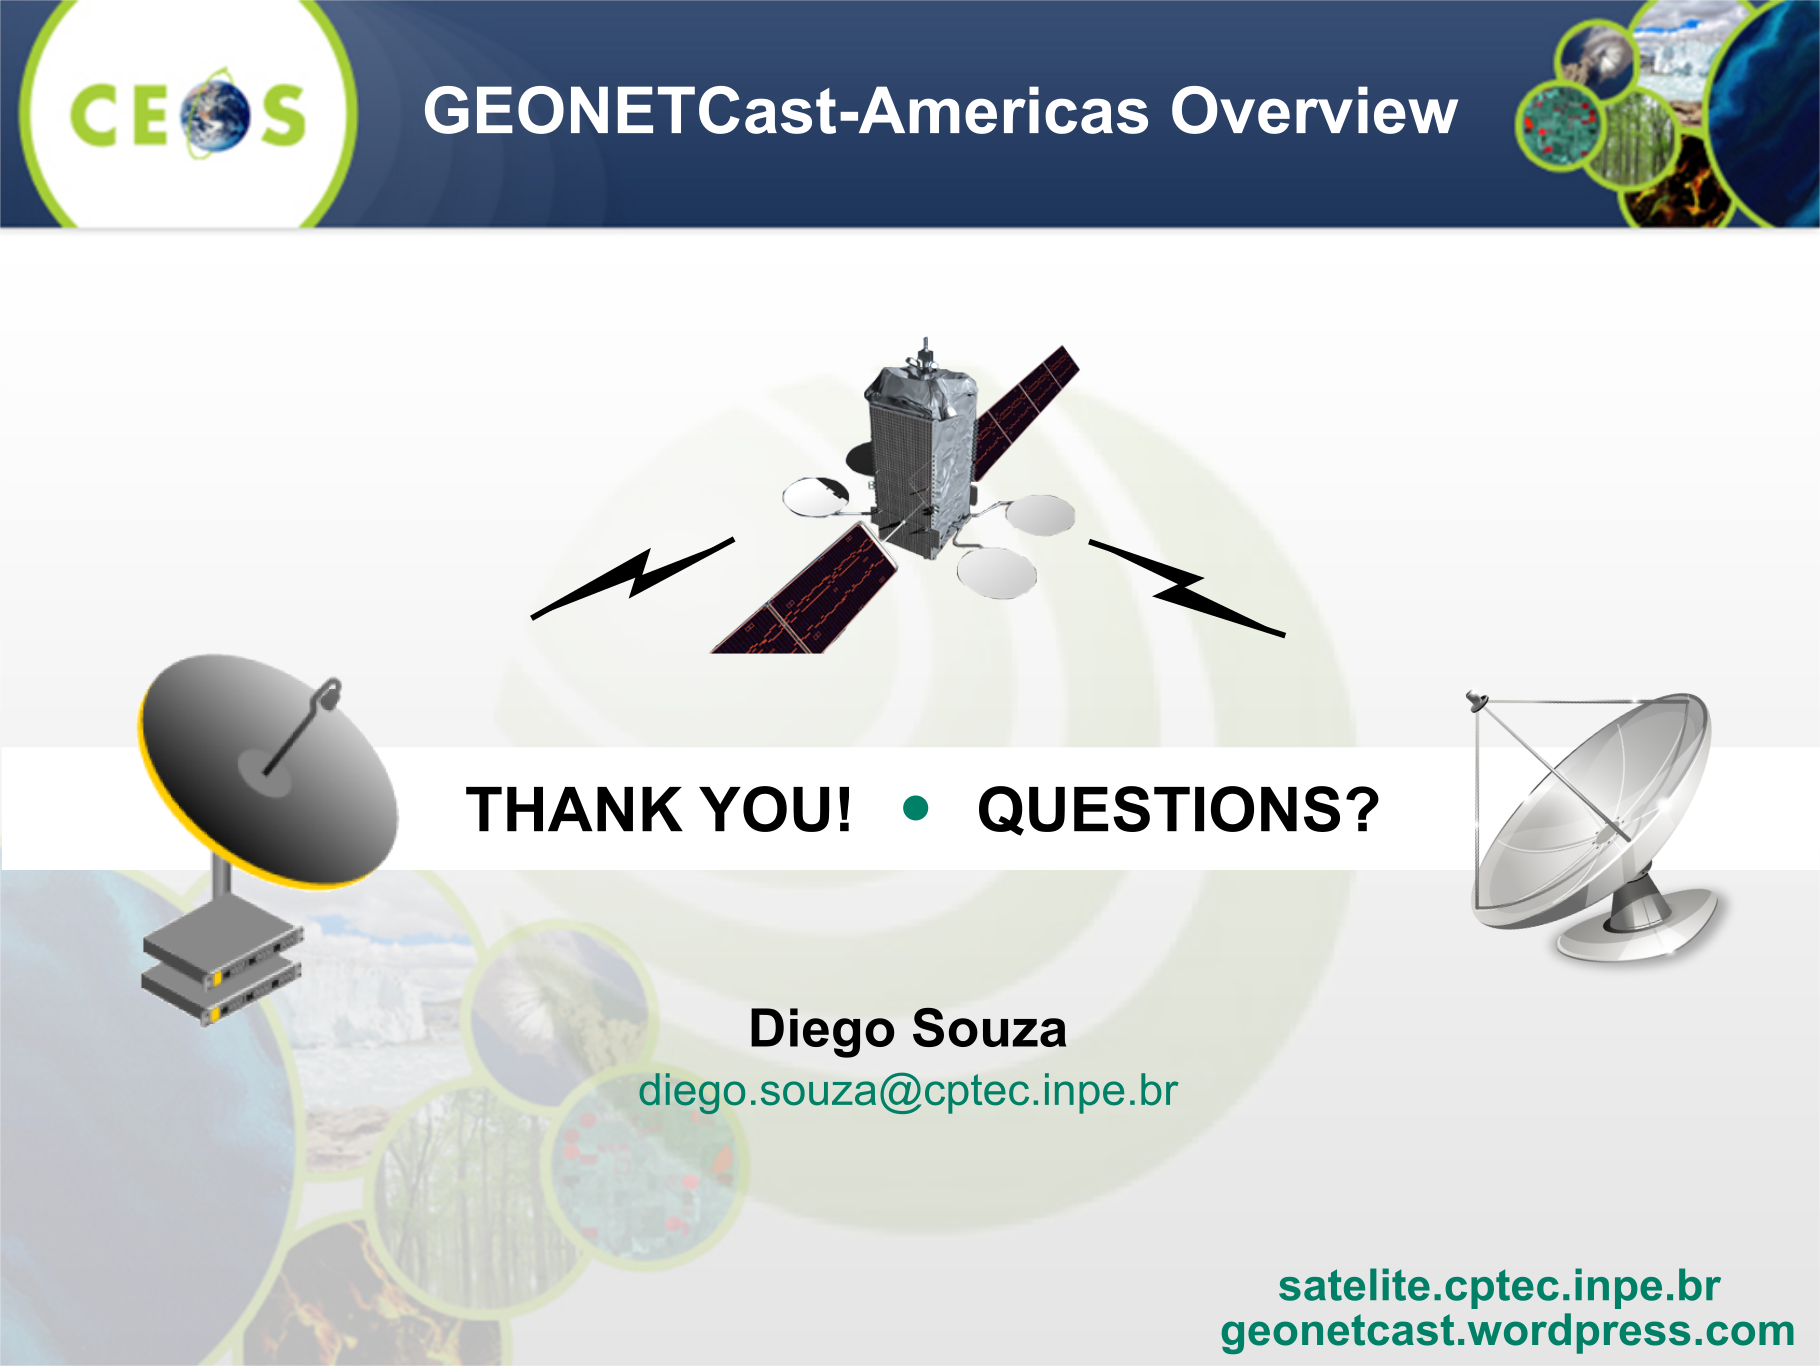 CEOS
GEONETCast-Americas Overview
THANK YOU! • QUESTIONS?
Diego Souza
diego.souza@cptec.inpe.br
satelite.cptec.inpe.br
geonetcast.wordpress.com